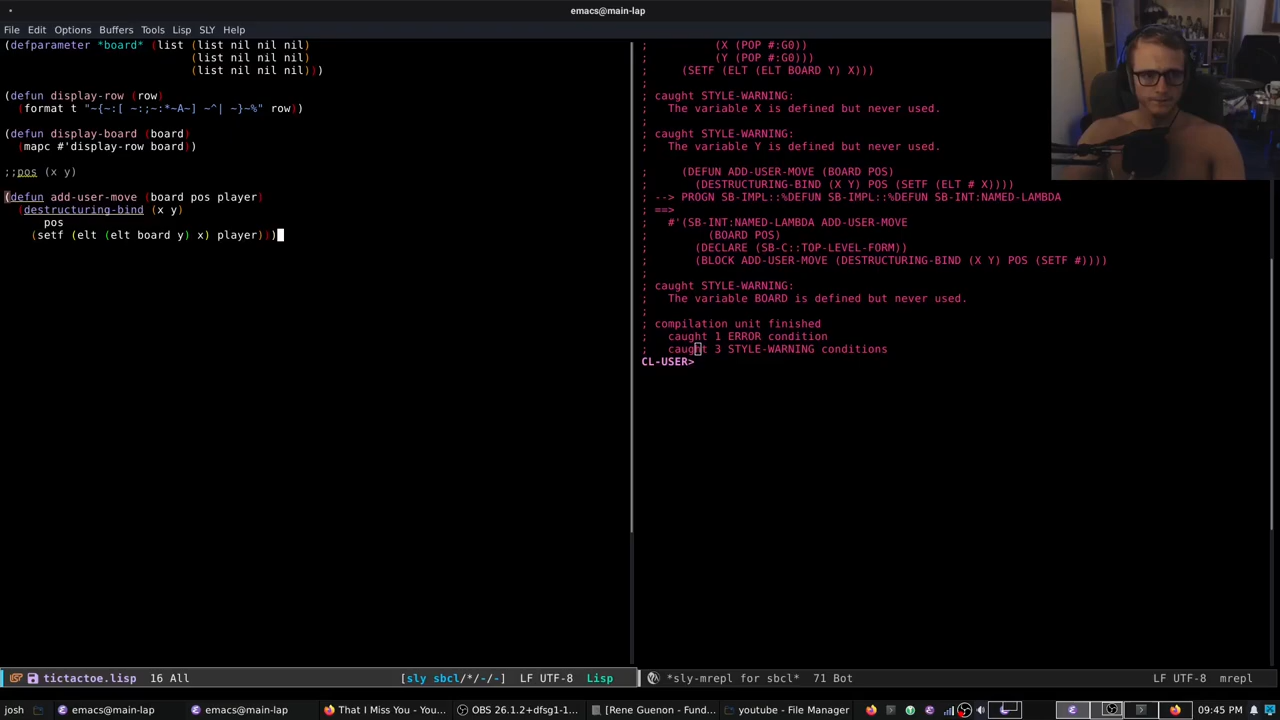 emacs@main-lap
File Edit Options Buffers Tools Lisp SLY Help
(defparameter *board* (list (list nil nil nil)
(list nil nil nil)
(list nil nil nil)))
(defun display-row (row)
(format t "~{~:[ ~:;~:*~A~] ~^| ~}~%" row))
(defun display-board (board)
(mapc #'display-row board))
;;pos (x y)
(defun add-user-move (board pos player)
(destructuring-bind (x y)
pos
(setf (elt (elt board y) x) player)))
; (X (POP #:G0))
; (Y (POP #:G0)))
; (SETF (ELT (ELT BOARD Y) X)))
;
; caught STYLE-WARNING:
; The variable X is defined but never used.
;
; caught STYLE-WARNING:
; The variable Y is defined but never used.
; (DEFUN ADD-USER-MOVE (BOARD POS)
; (DESTRUCTURING-BIND (X Y) POS (SETF (ELT # X))))
; --> PROGN SB-IMPL::%DEFUN SB-IMPL::%DEFUN SB-INT:NAMED-LAMBDA
; ==>
; #'(SB-INT:NAMED-LAMBDA ADD-USER-MOVE
; (BOARD POS)
; (DECLARE (SB-C::TOP-LEVEL-FORM))
; (BLOCK ADD-USER-MOVE (DESTRUCTURING-BIND (X Y) POS (SETF #))))
;
; caught STYLE-WARNING:
; The variable BOARD is defined but never used.
;
; compilation unit finished
; caught 1 ERROR condition
; caught 3 STYLE-WARNING conditions
CL-USER>
tictactoe.lisp 16 All [sly sbcl/*/-/-] LF UTF-8 Lisp
*sly-mrepl for sbcl* 71 Bot LF UTF-8 mrepl
josh emacs@main-lap emacs@main-lap That I Miss You - You... OBS 26.1.2+dfsg1-1... [Rene Guenon - Fund... youtube - File Manager 09:45 PM